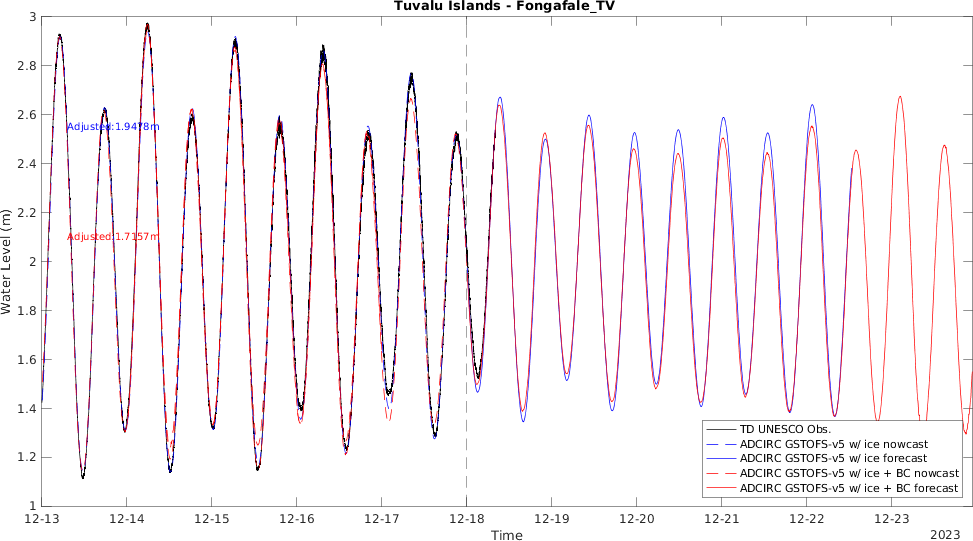 Tuvalu Islands - Fongafale_TV
3
2.8
2.6
2.4
2.2
2
1.8
1.6
1.4
1.2
1
Water Level (m)
Adjusted:1.9478m
Adjusted:1.7157m
TD UNESCO Obs.
ADCIRC GSTOFS-v5 w/ ice nowcast
ADCIRC GSTOFS-v5 w/ ice forecast
ADCIRC GSTOFS-v5 w/ ice + BC nowcast
ADCIRC GSTOFS-v5 w/ ice + BC forecast
12-13 12-14 12-15 12-16 12-17 12-18 12-19 12-20 12-21 12-22 12-23
Time
2023